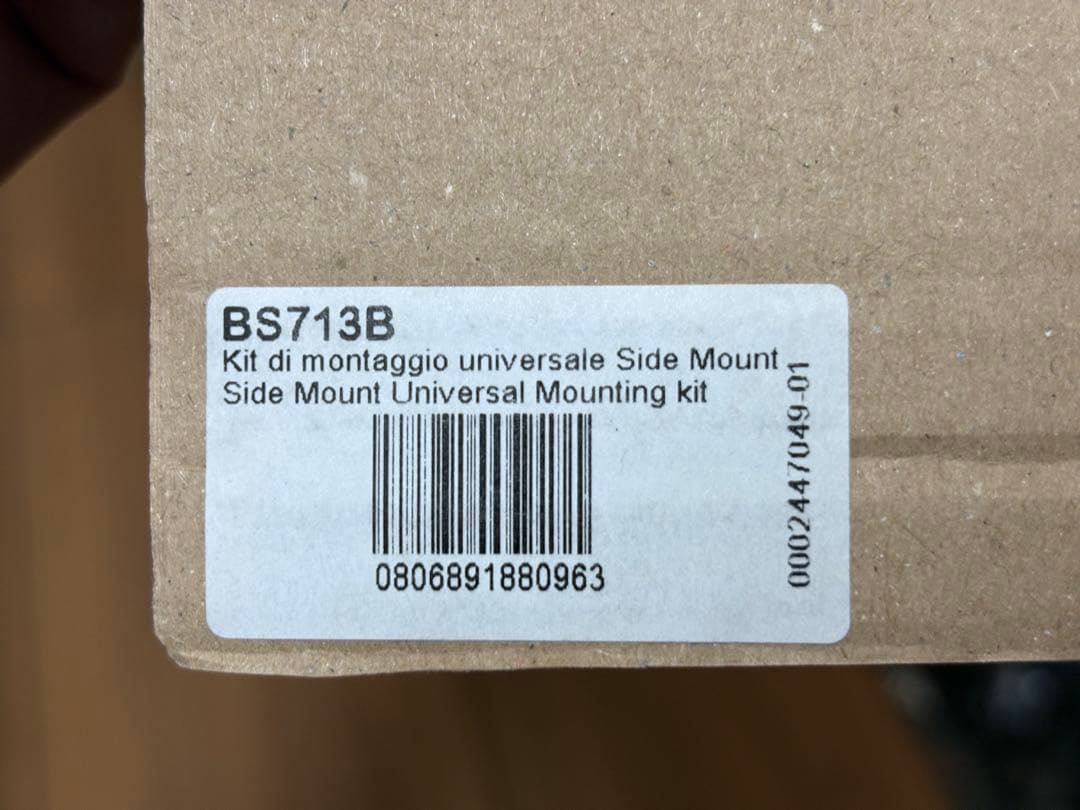 BS713B
Kit di montaggio universale Side Mount
Side Mount Universal Mounting kit
0806891880963
0002447049-01